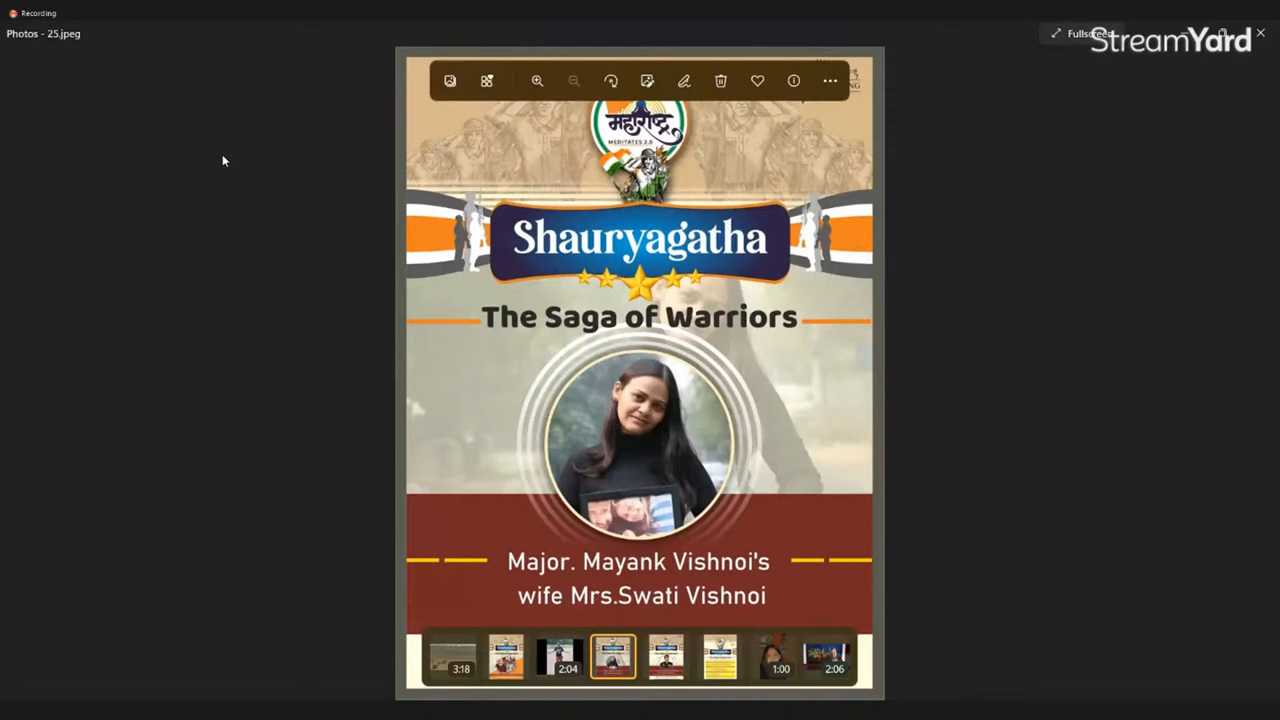 Recording
Photos - 25.jpeg
StreamYard
महाराष्ट्र
MEDITATES 2.0
Shauryagatha
The Saga of Warriors
Major. Mayank Vishnoi's
wife Mrs.Swati Vishnoi
3:18
2:04
1:00
2:06